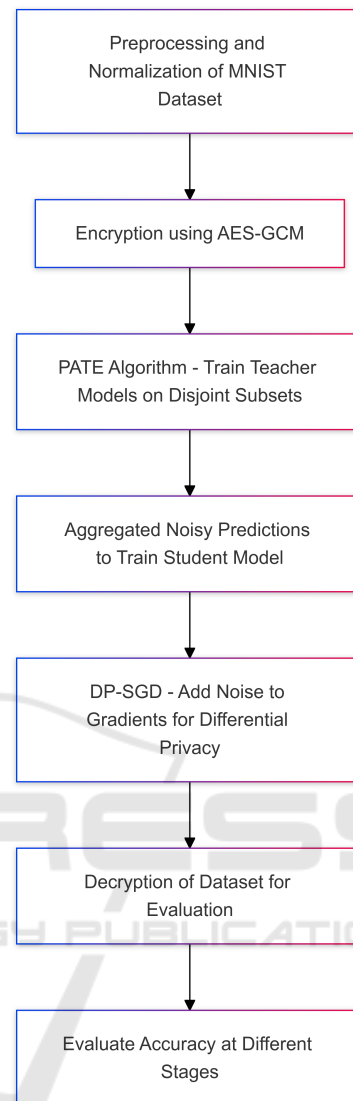 Preprocessing and
Normalization of MNIST
Dataset
Encryption using AES-GCM
PATE Algorithm - Train Teacher
Models on Disjoint Subsets
Aggregated Noisy Predictions
to Train Student Model
DP-SGD - Add Noise to
Gradients for Differential
Privacy
Decryption of Dataset for
Evaluation
PUBLICATIO
Evaluate Accuracy at Different
Stages